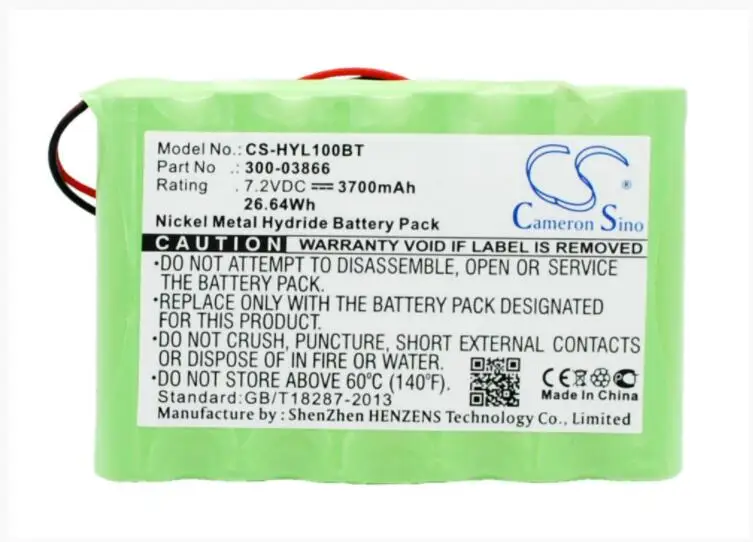 Model No.: CS-HYL100BT
Part No : 300-03866
Rating : 7.2VDC ⎓ 3700mAh
26.64Wh
Nickel Metal Hydride Battery Pack
CS ®
Cameron Sino
CAUTION WARRANTY VOID IF LABEL IS REMOVED
•DO NOT ATTEMPT TO DISASSEMBLE, OPEN OR SERVICE
THE BATTERY PACK.
•REPLACE ONLY WITH THE BATTERY PACK DESIGNATED
FOR THIS PRODUCT.
•DO NOT CRUSH, PUNCTURE, SHORT EXTERNAL CONTACTS
OR DISPOSE OF IN FIRE OR WATER.
•DO NOT STORE ABOVE 60°C (140°F).
Standard:GB/T18287-2013
CE
Made In China
Manufacturer by : ShenZhen HENZENS Technology Co., Limited